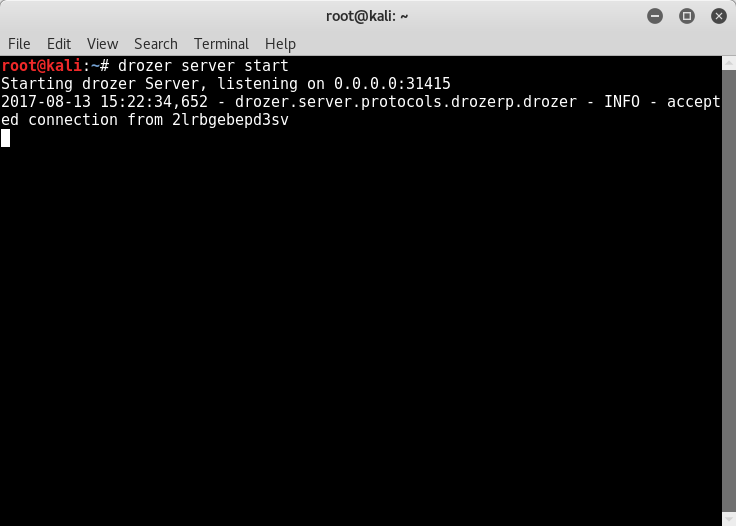 root@kali: ~
File Edit View Search Terminal Help
root@kali:~# drozer server start
Starting drozer Server, listening on 0.0.0.0:31415
2017-08-13 15:22:34,652 - drozer.server.protocols.drozerp.drozer - INFO - accept
ed connection from 2lrbgebepd3sv